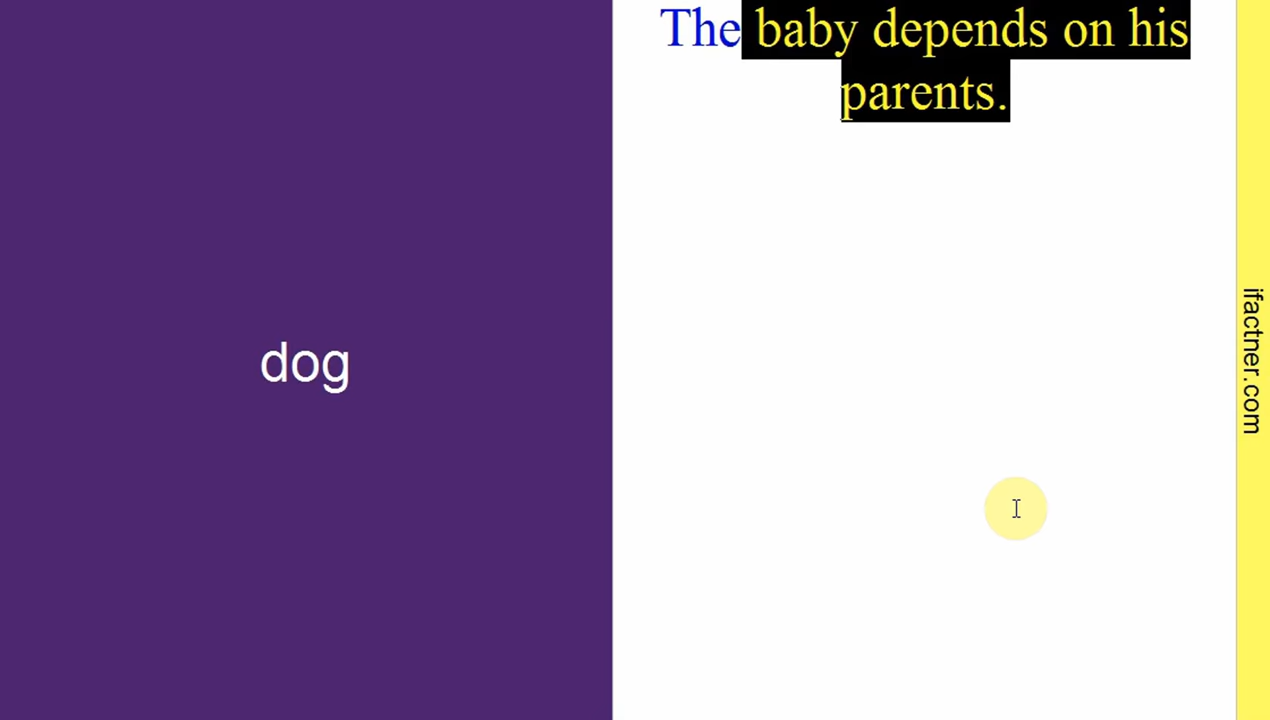 The baby depends on his
parents.
dog
ifactner.com